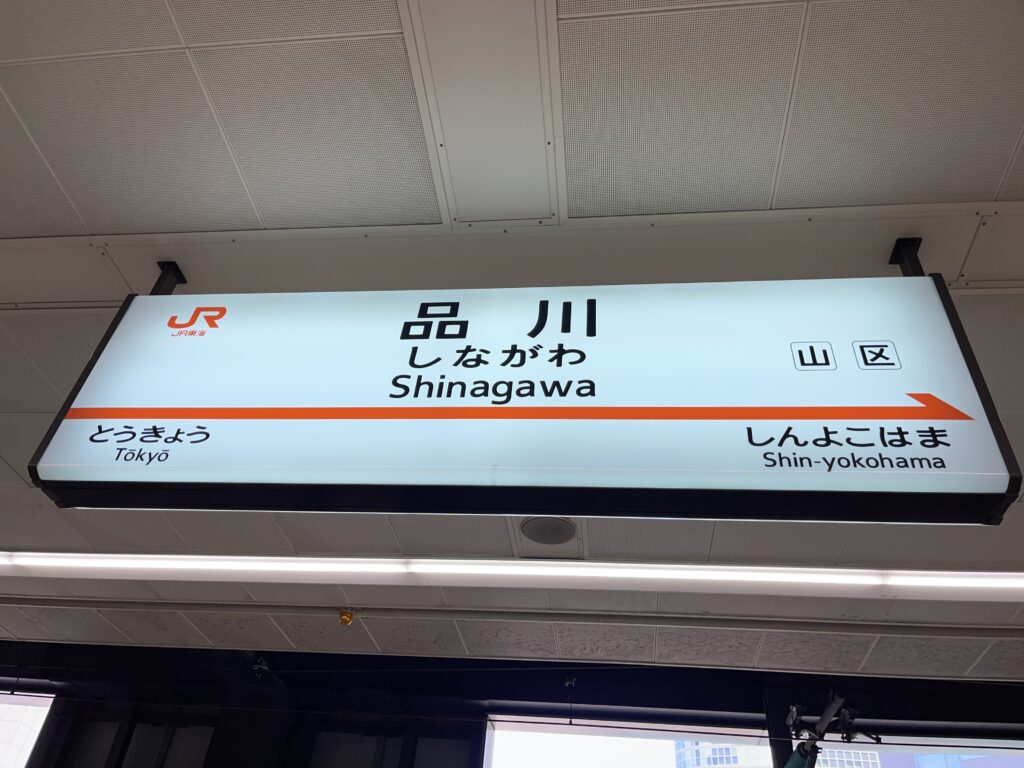 JR
JR東海
品川
しながわ
Shinagawa
山 区
とうきょう
Tōkyō
しんよこはま
Shin-yokohama